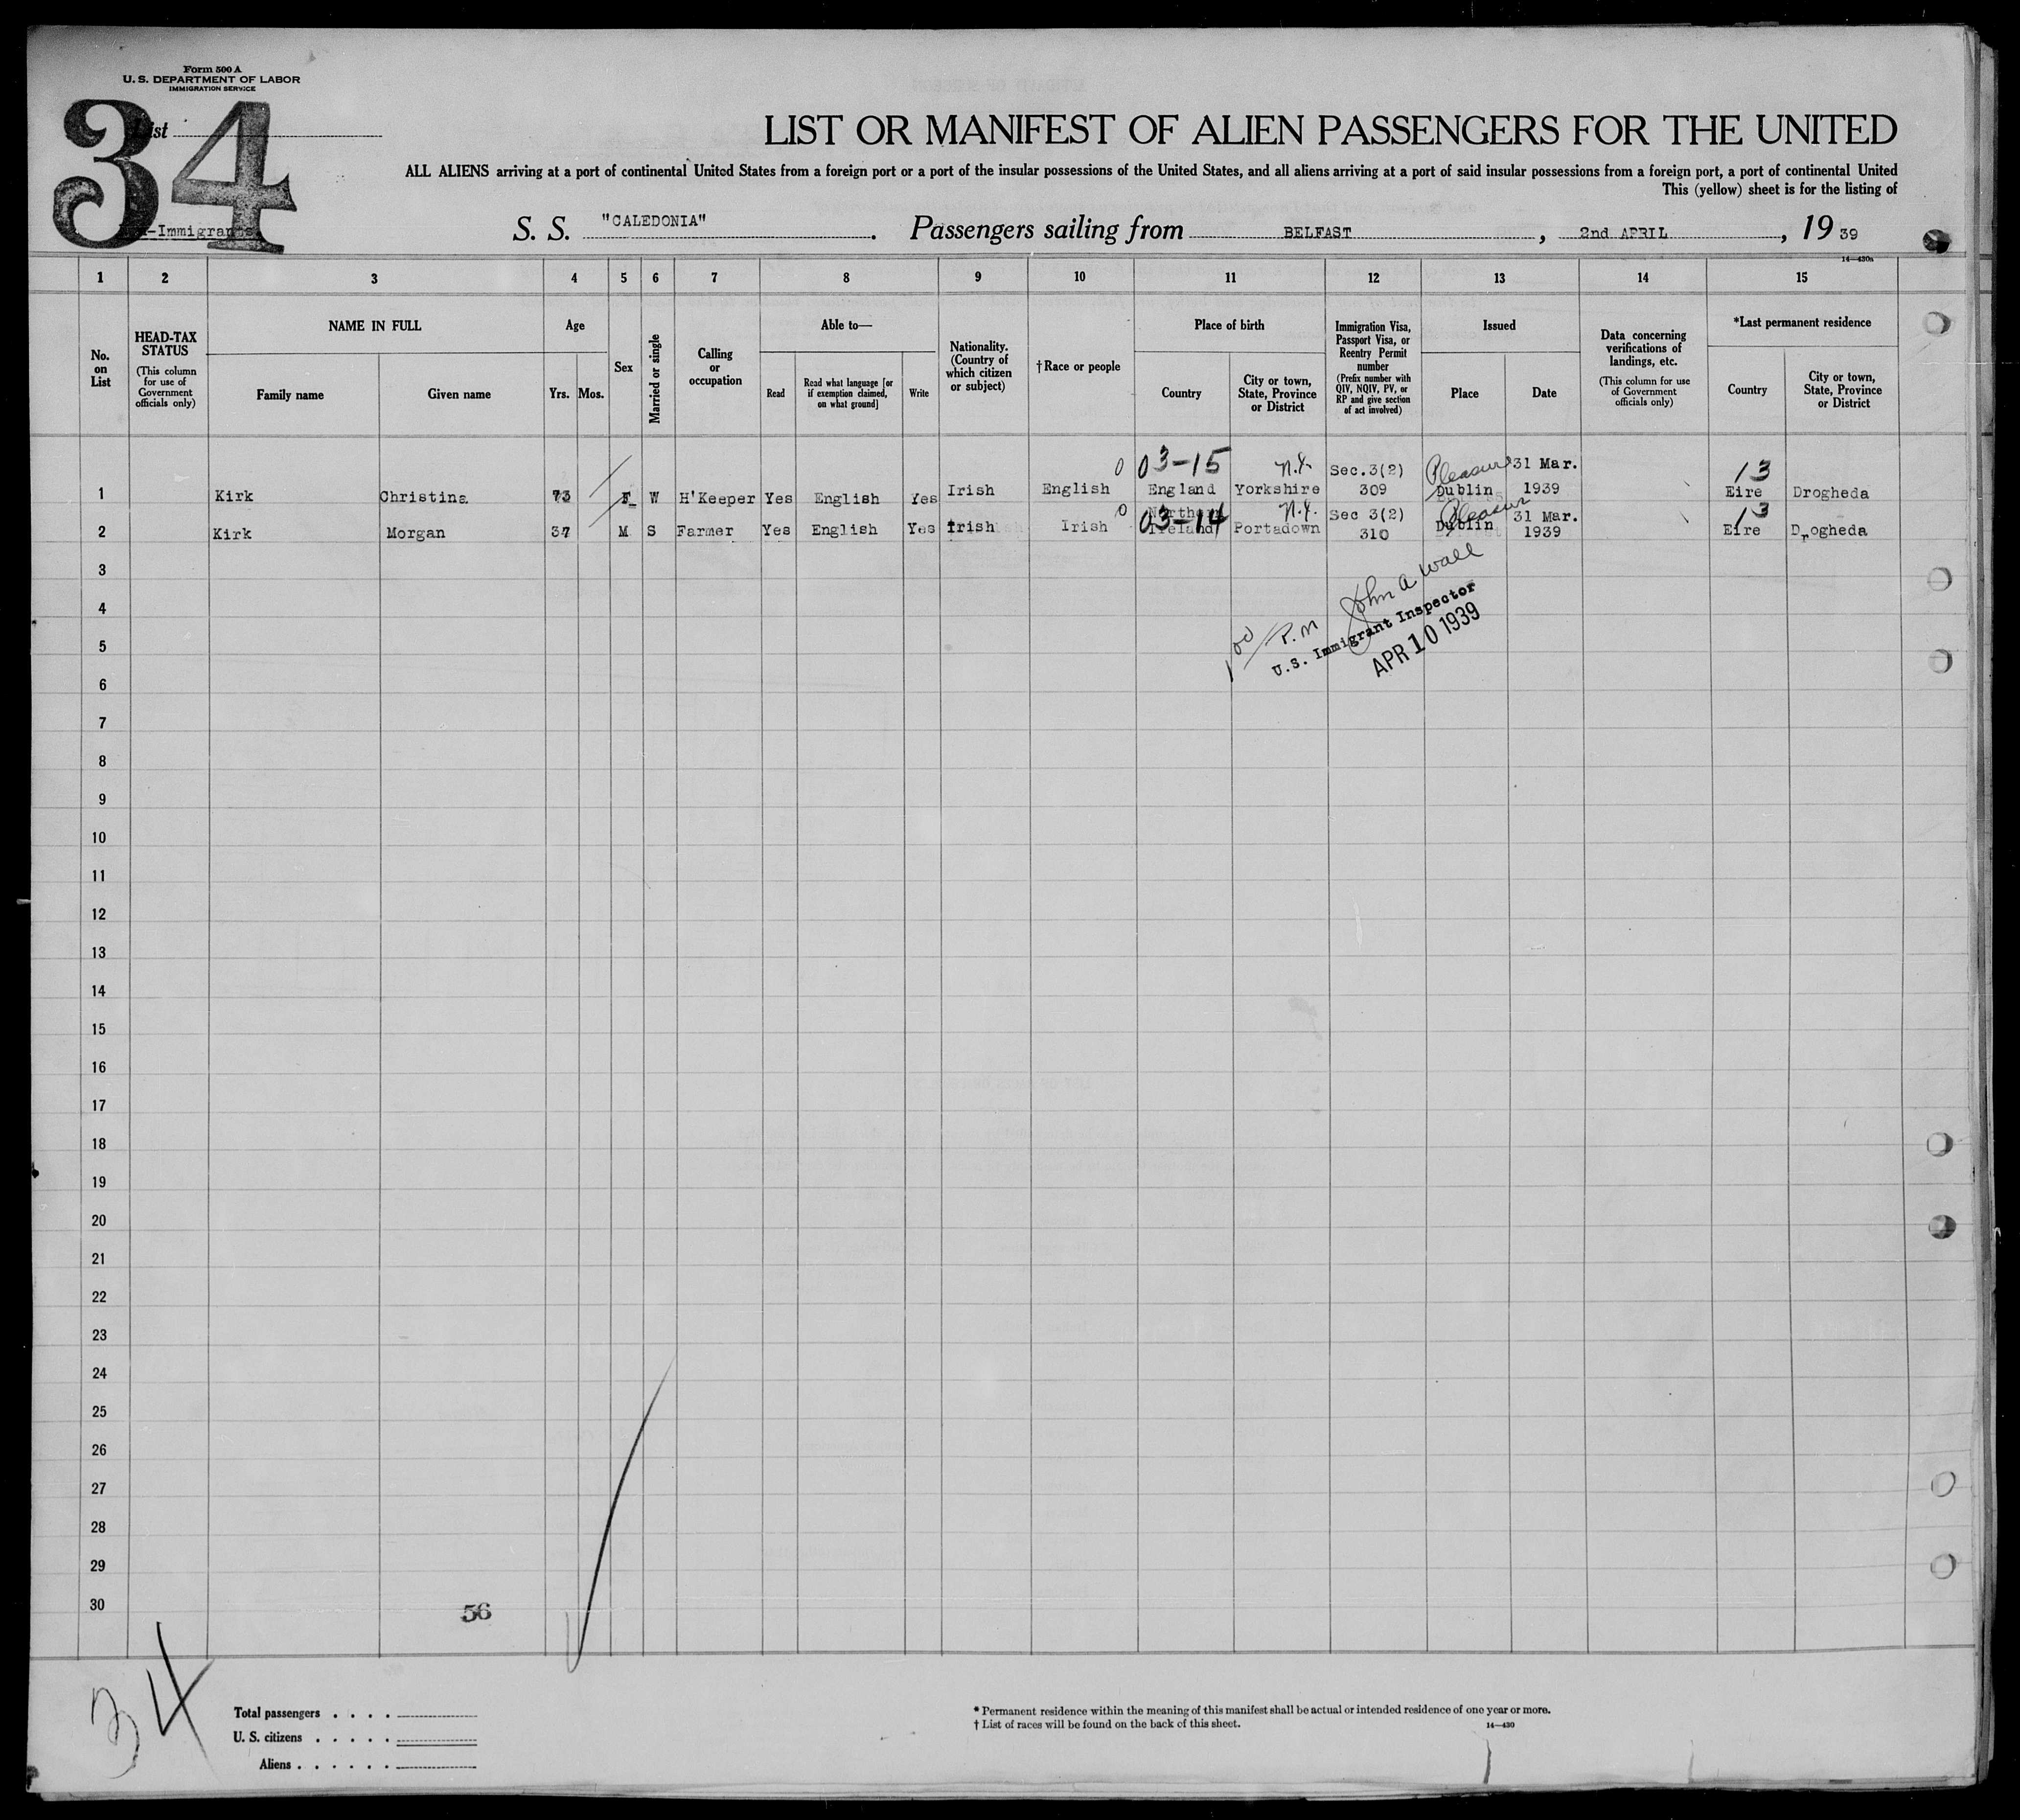 Form 500 A
U. S. DEPARTMENT OF LABOR
IMMIGRATION SERVICE
34
List
-Immigrants.
LIST OR MANIFEST OF ALIEN PASSENGERS FOR THE UNITED
ALL ALIENS arriving at a port of continental United States from a foreign port or a port of the insular possessions of the United States, and all aliens arriving at a port of said insular possessions from a foreign port, a port of continental United
This (yellow) sheet is for the listing of
S. S. "CALEDONIA". Passengers sailing from BELFAST, 2nd APRIL, 19 39
14—430a
1 2 3 4 5 6 7 8 9 10 11 12 13 14 15
No. on List
HEAD-TAX STATUS (This column for use of Government officials only)
NAME IN FULL Family name Given name
Age Yrs. Mos.
Sex
Married or single
Calling or occupation
Able to— Read Read what language [or if exemption claimed, on what ground] Write
Nationality. (Country of which citizen or subject)
†Race or people
Place of birth Country City or town, State, Province or District
Immigration Visa, Passport Visa, or Reentry Permit number (Prefix number with QIV, NQIV, PV, or RP and give section of act involved)
Issued Place Date
Data concerning verifications of landings, etc. (This column for use of Government officials only)
*Last permanent residence Country City or town, State, Province or District
0 03-15 n.y. Sec.3(2) Pleasure 31 Mar. 13
1 Kirk Christina 73 F W H'Keeper Yes English Yes Irish English England Yorkshire 309 Dublin 1939 Eire Drogheda
0 03-14 Northern n.y. Sec 3(2) Pleasure 31 Mar. 13
2 Kirk Morgan 37 M S Farmer Yes English Yes Irish Irish Ireland Portadown 310 Dublin 1939 Eire Drogheda
3
4
5
6
7
8
9
10
11
12
13
14
15
16
17
18
19
20
21
22
23
24
25
26
27
28
29
30
John A Wall
1 00 P.M
U.S. Immigrant Inspector
APR 10 1939
56
34
Total passengers . . . .
U. S. citizens . . . . .
Aliens . . . . . .
* Permanent residence within the meaning of this manifest shall be actual or intended residence of one year or more.
† List of races will be found on the back of this sheet.
14—430